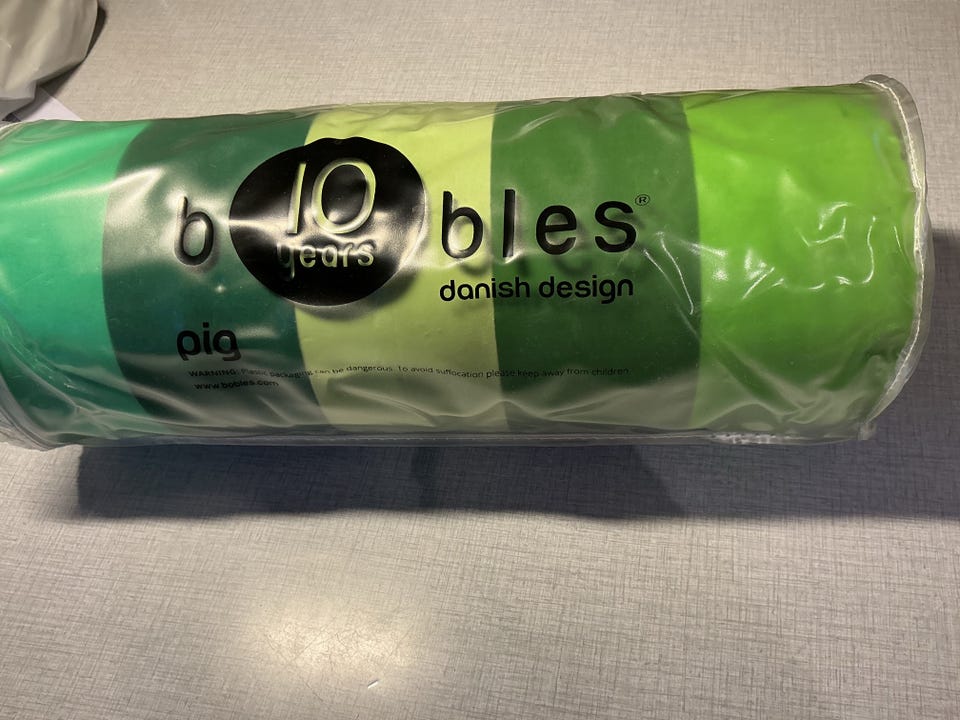 b 10 years bles®
danish design
pig
WARNING: Plastic packaging can be dangerous. To avoid suffocation please keep away from children
www.bobles.com